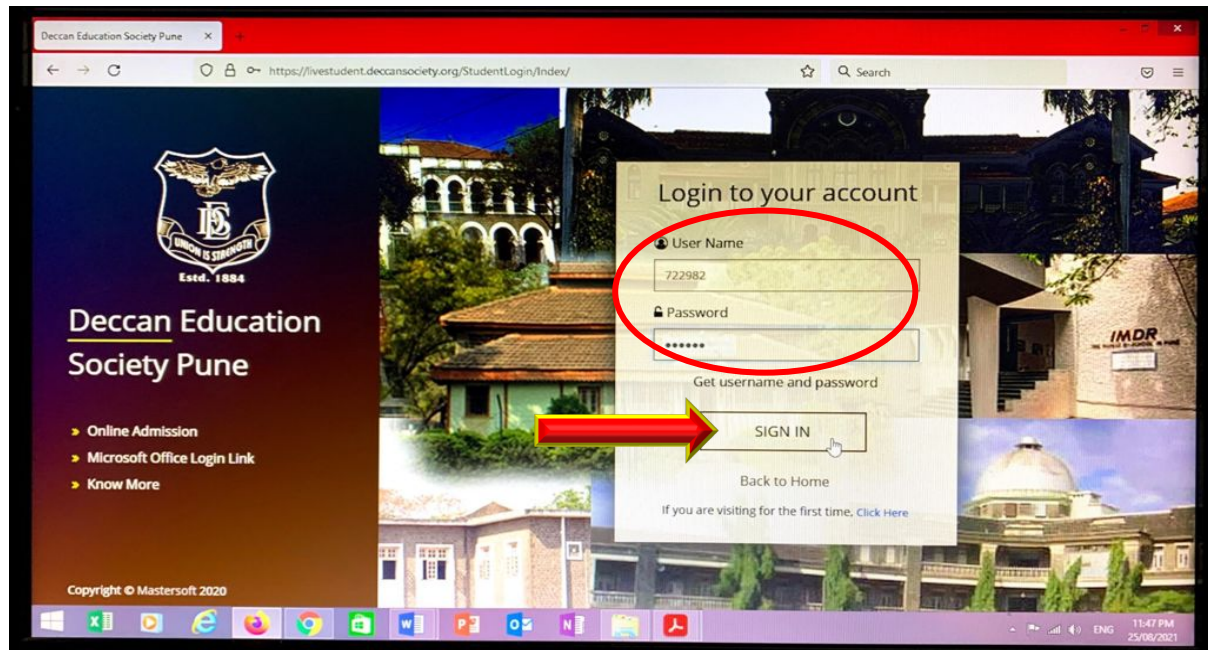 Deccan Education Society Pune
https://livestudent.deccansociety.org/StudentLogin/Index/
Search
DES
UNION IS STRENGTH
Estd. 1884
Deccan Education
Society Pune
Online Admission
Microsoft Office Login Link
Know More
Copyright © Mastersoft 2020
Login to your account
User Name
722982
Password
••••••
Get username and password
SIGN IN
Back to Home
If you are visiting for the first time, Click Here
IMDR
ENG
11:47 PM
25/08/2021